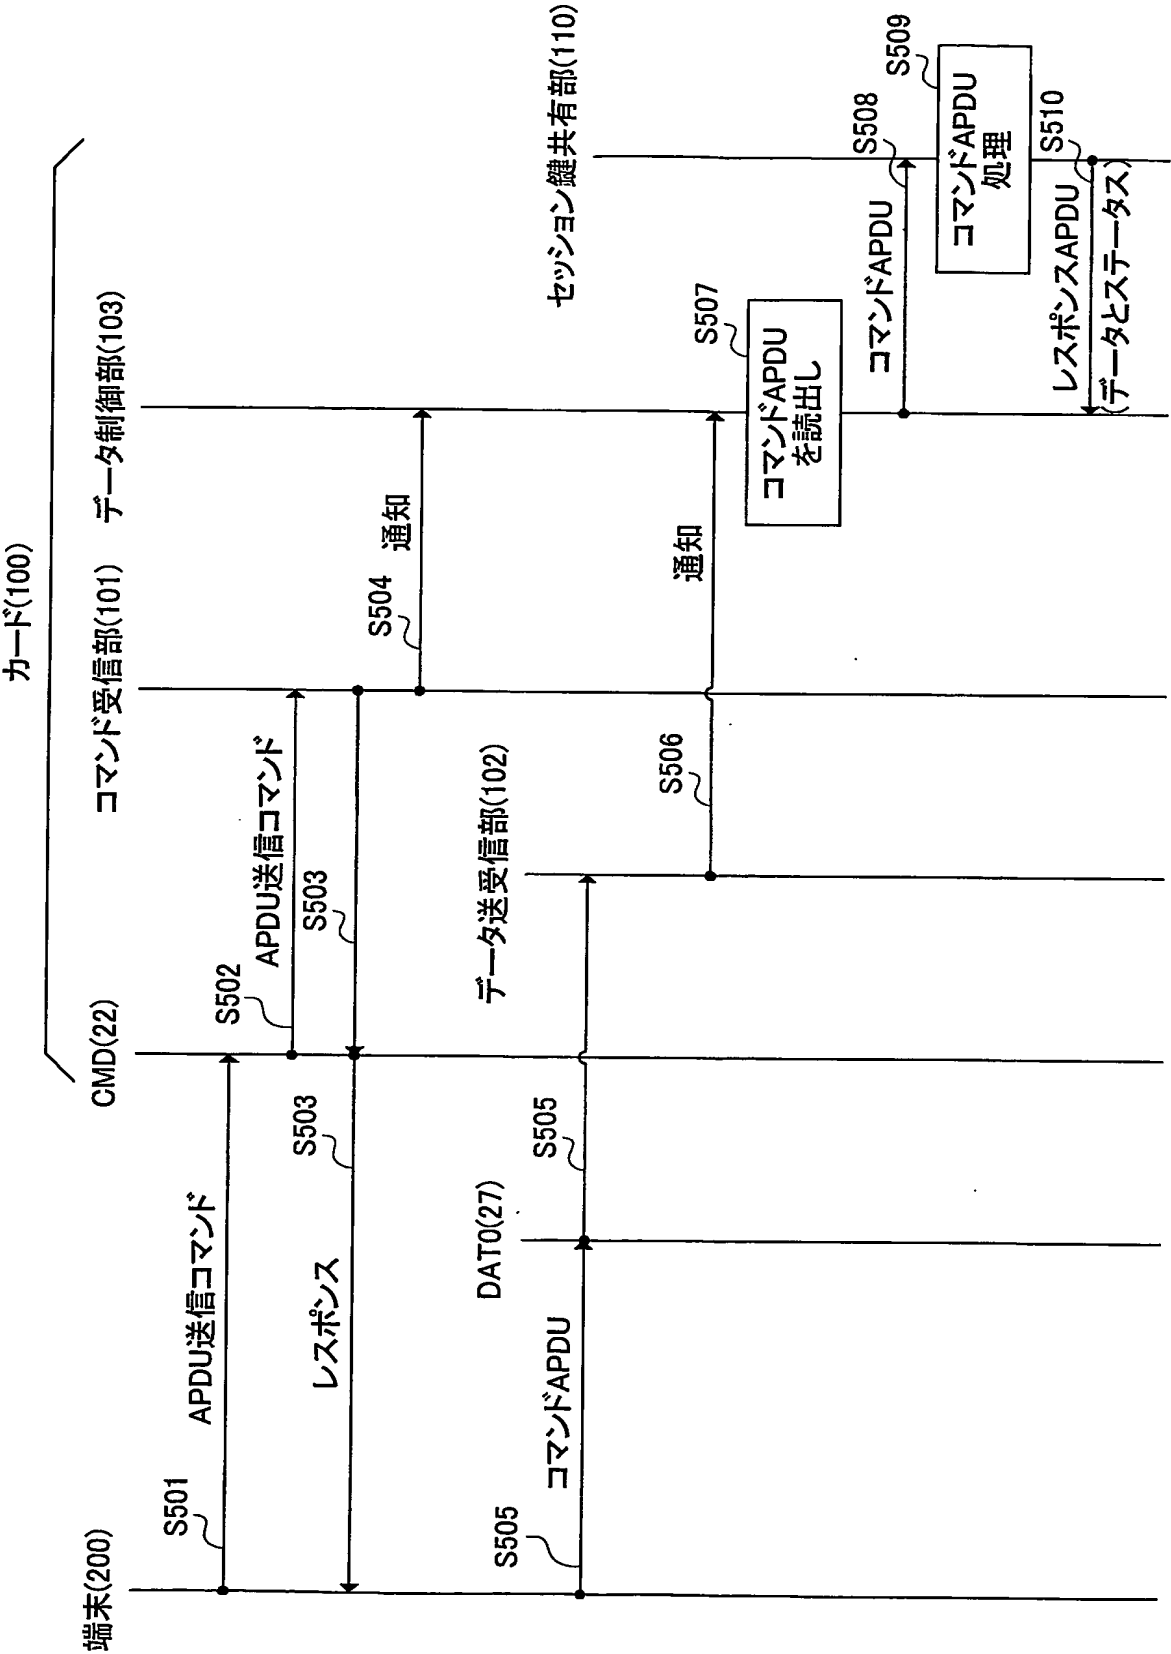 カード(100)
端末(200)
CMD(22)
コマンド受信部(101)
データ制御部(103)
S501
APDU送信コマンド
S502
APDU送信コマンド
レスポンス
S503
S503
S504
通知
DAT0(27)
データ送受信部(102)
セッション鍵共有部(110)
S505
コマンドAPDU
S505
S506
通知
S507
コマンドAPDU
を読出し
コマンドAPDU
S508
S509
コマンドAPDU
処理
レスポンスAPDU
(データとステータス)
S510